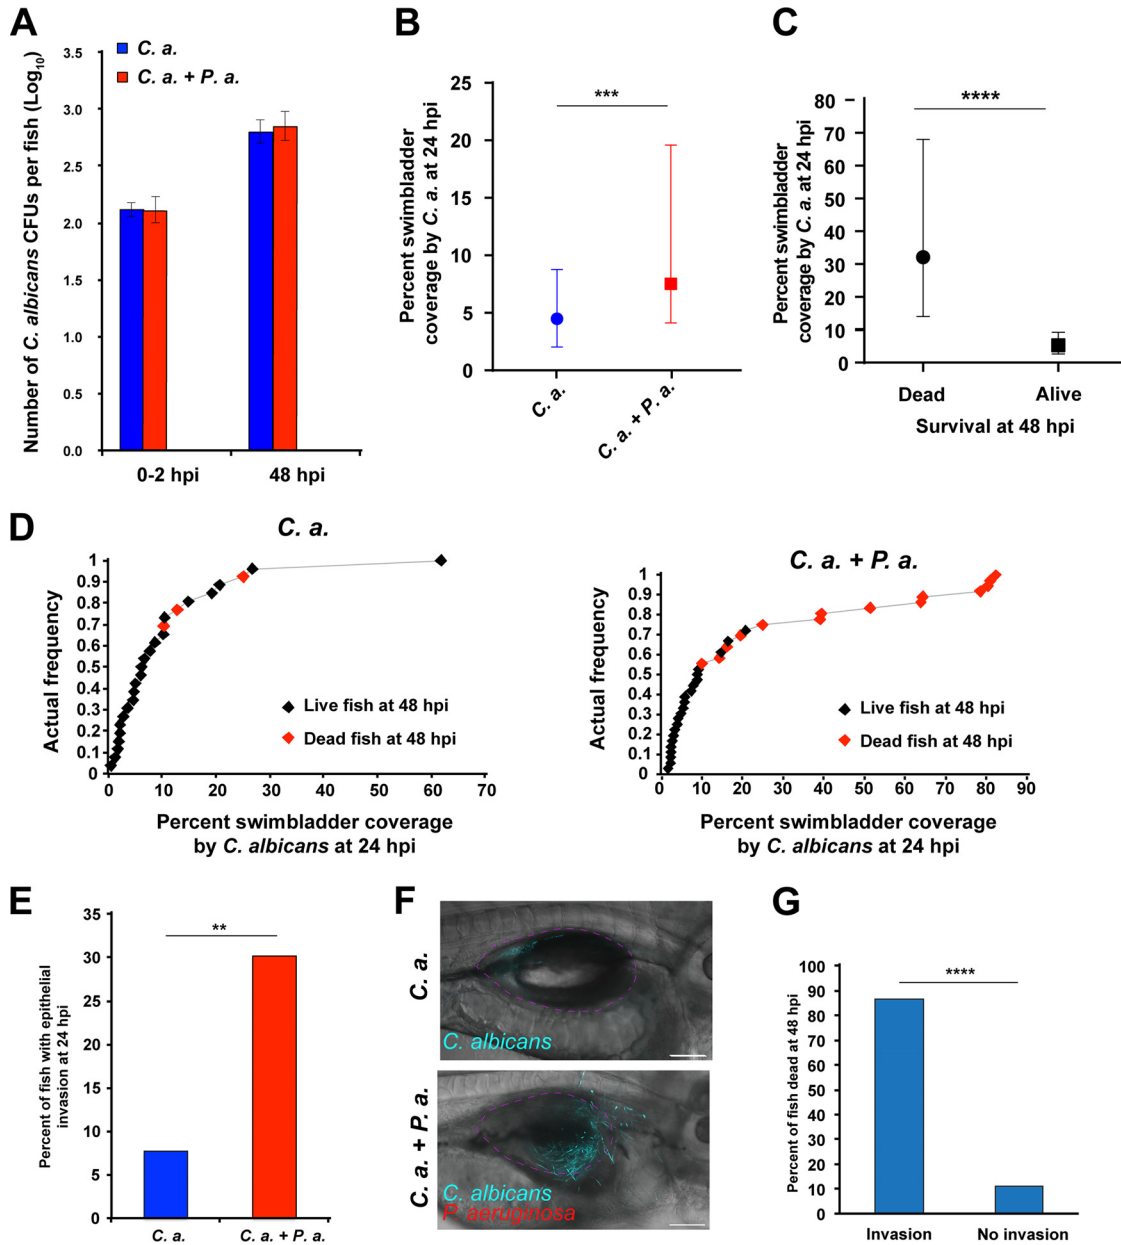 A
Number of C. albicans CFUs per fish (Log10)
3.5
3.0
2.5
2.0
1.5
1.0
0.5
0.0
C. a.
C. a. + P. a.
0-2 hpi
48 hpi
B
Percent swimbladder
coverage by C. a. at 24 hpi
25
20
15
10
5
0
***
C. a.
C. a. + P. a.
C
Percent swimbladder
coverage by C. a. at 24 hpi
80
70
60
50
40
30
20
10
0
****
Dead
Alive
Survival at 48 hpi
D
C. a.
Actual frequency
1
0.9
0.8
0.7
0.6
0.5
0.4
0.3
0.2
0.1
0
Live fish at 48 hpi
Dead fish at 48 hpi
0 10 20 30 40 50 60 70
Percent swimbladder coverage
by C. albicans at 24 hpi
C. a. + P. a.
Actual frequency
1
0.9
0.8
0.7
0.6
0.5
0.4
0.3
0.2
0.1
0
Live fish at 48 hpi
Dead fish at 48 hpi
0 10 20 30 40 50 60 70 80 90
Percent swimbladder coverage
by C. albicans at 24 hpi
E
Percent of fish with epithelial
invasion at 24 hpi
35
30
25
20
15
10
5
0
**
C. a.
C. a. + P. a.
F
C. a.
C. albicans
C. a. + P. a.
C. albicans
P. aeruginosa
G
Percent of fish dead at 48 hpi
100
90
80
70
60
50
40
30
20
10
0
****
Invasion
No invasion